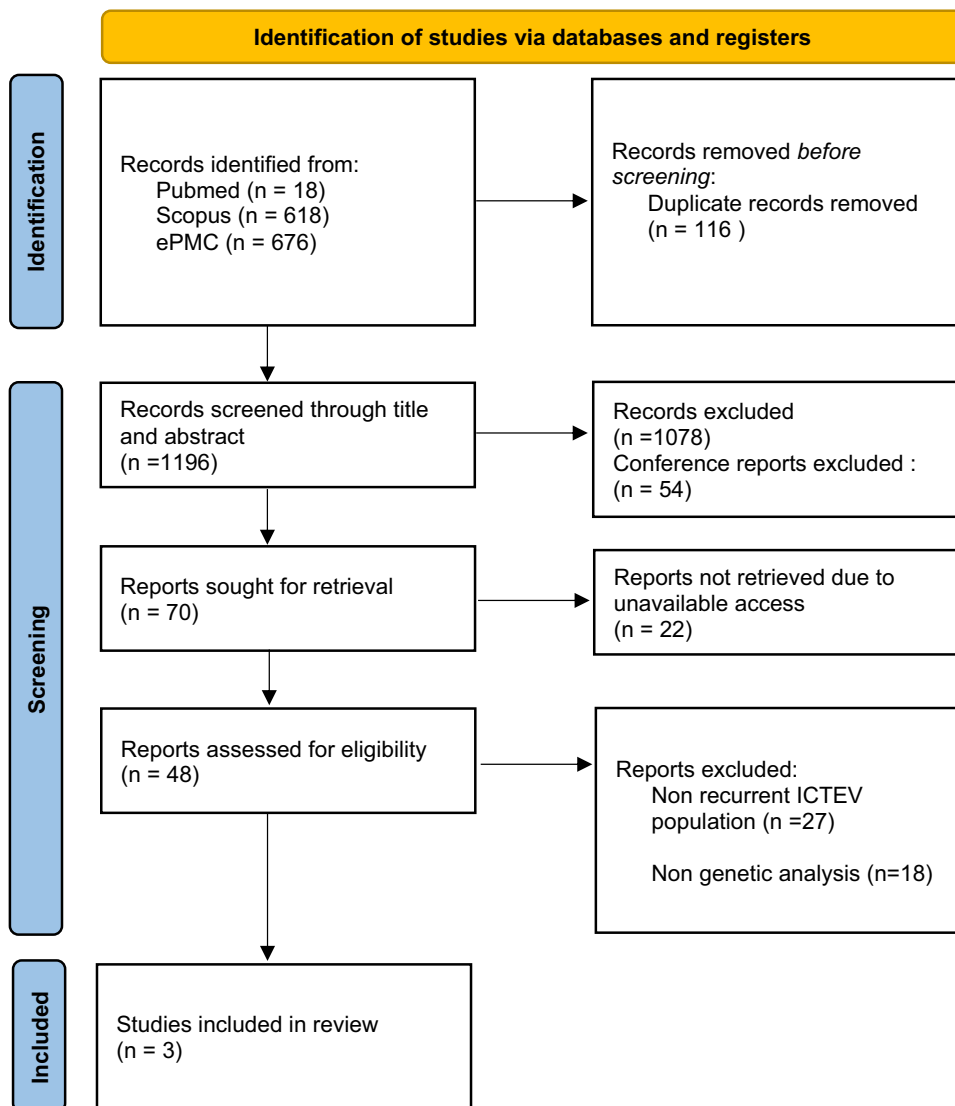 Identification of studies via databases and registers
Identification
Records identified from:
Pubmed (n = 18)
Scopus (n = 618)
ePMC (n = 676)
Records removed before
screening:
Duplicate records removed
(n = 116 )
Screening
Records screened through title
and abstract
(n =1196)
Records excluded
(n =1078)
Conference reports excluded :
(n = 54)
Reports sought for retrieval
(n = 70)
Reports not retrieved due to
unavailable access
(n = 22)
Reports assessed for eligibility
(n = 48)
Reports excluded:
Non recurrent ICTEV
population (n =27)
Non genetic analysis (n=18)
Included
Studies included in review
(n = 3)